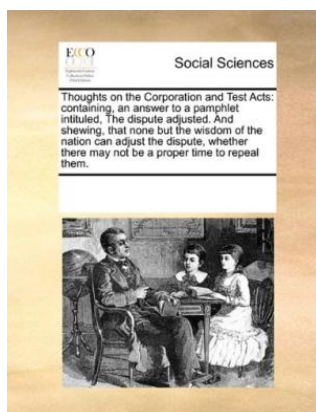 ECCO
Social Sciences
Thoughts on the Corporation and Test Acts:
containing, an answer to a pamphlet
intituled, The dispute adjusted. And
shewing, that none but the wisdom of the
nation can adjust the dispute, whether
there may not be a proper time to repeal
them.